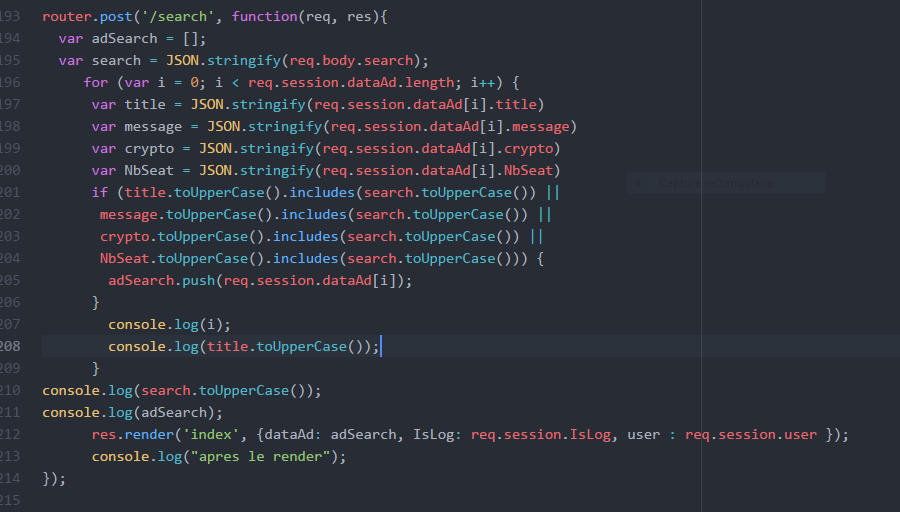 193 router.post('/search', function(req, res){
194 var adSearch = [];
195 var search = JSON.stringify(req.body.search);
196 for (var i = 0; i < req.session.dataAd.length; i++) {
197 var title = JSON.stringify(req.session.dataAd[i].title)
198 var message = JSON.stringify(req.session.dataAd[i].message)
199 var crypto = JSON.stringify(req.session.dataAd[i].crypto)
200 var NbSeat = JSON.stringify(req.session.dataAd[i].NbSeat)
201 if (title.toUpperCase().includes(search.toUpperCase()) ||
202 message.toUpperCase().includes(search.toUpperCase()) ||
203 crypto.toUpperCase().includes(search.toUpperCase()) ||
204 NbSeat.toUpperCase().includes(search.toUpperCase())) {
205 adSearch.push(req.session.dataAd[i]);
206 }
207 console.log(i);
208 console.log(title.toUpperCase());
209 }
210 console.log(search.toUpperCase());
211 console.log(adSearch);
212 res.render('index', {dataAd: adSearch, IsLog: req.session.IsLog, user : req.session.user });
213 console.log("apres le render");
214 });
215